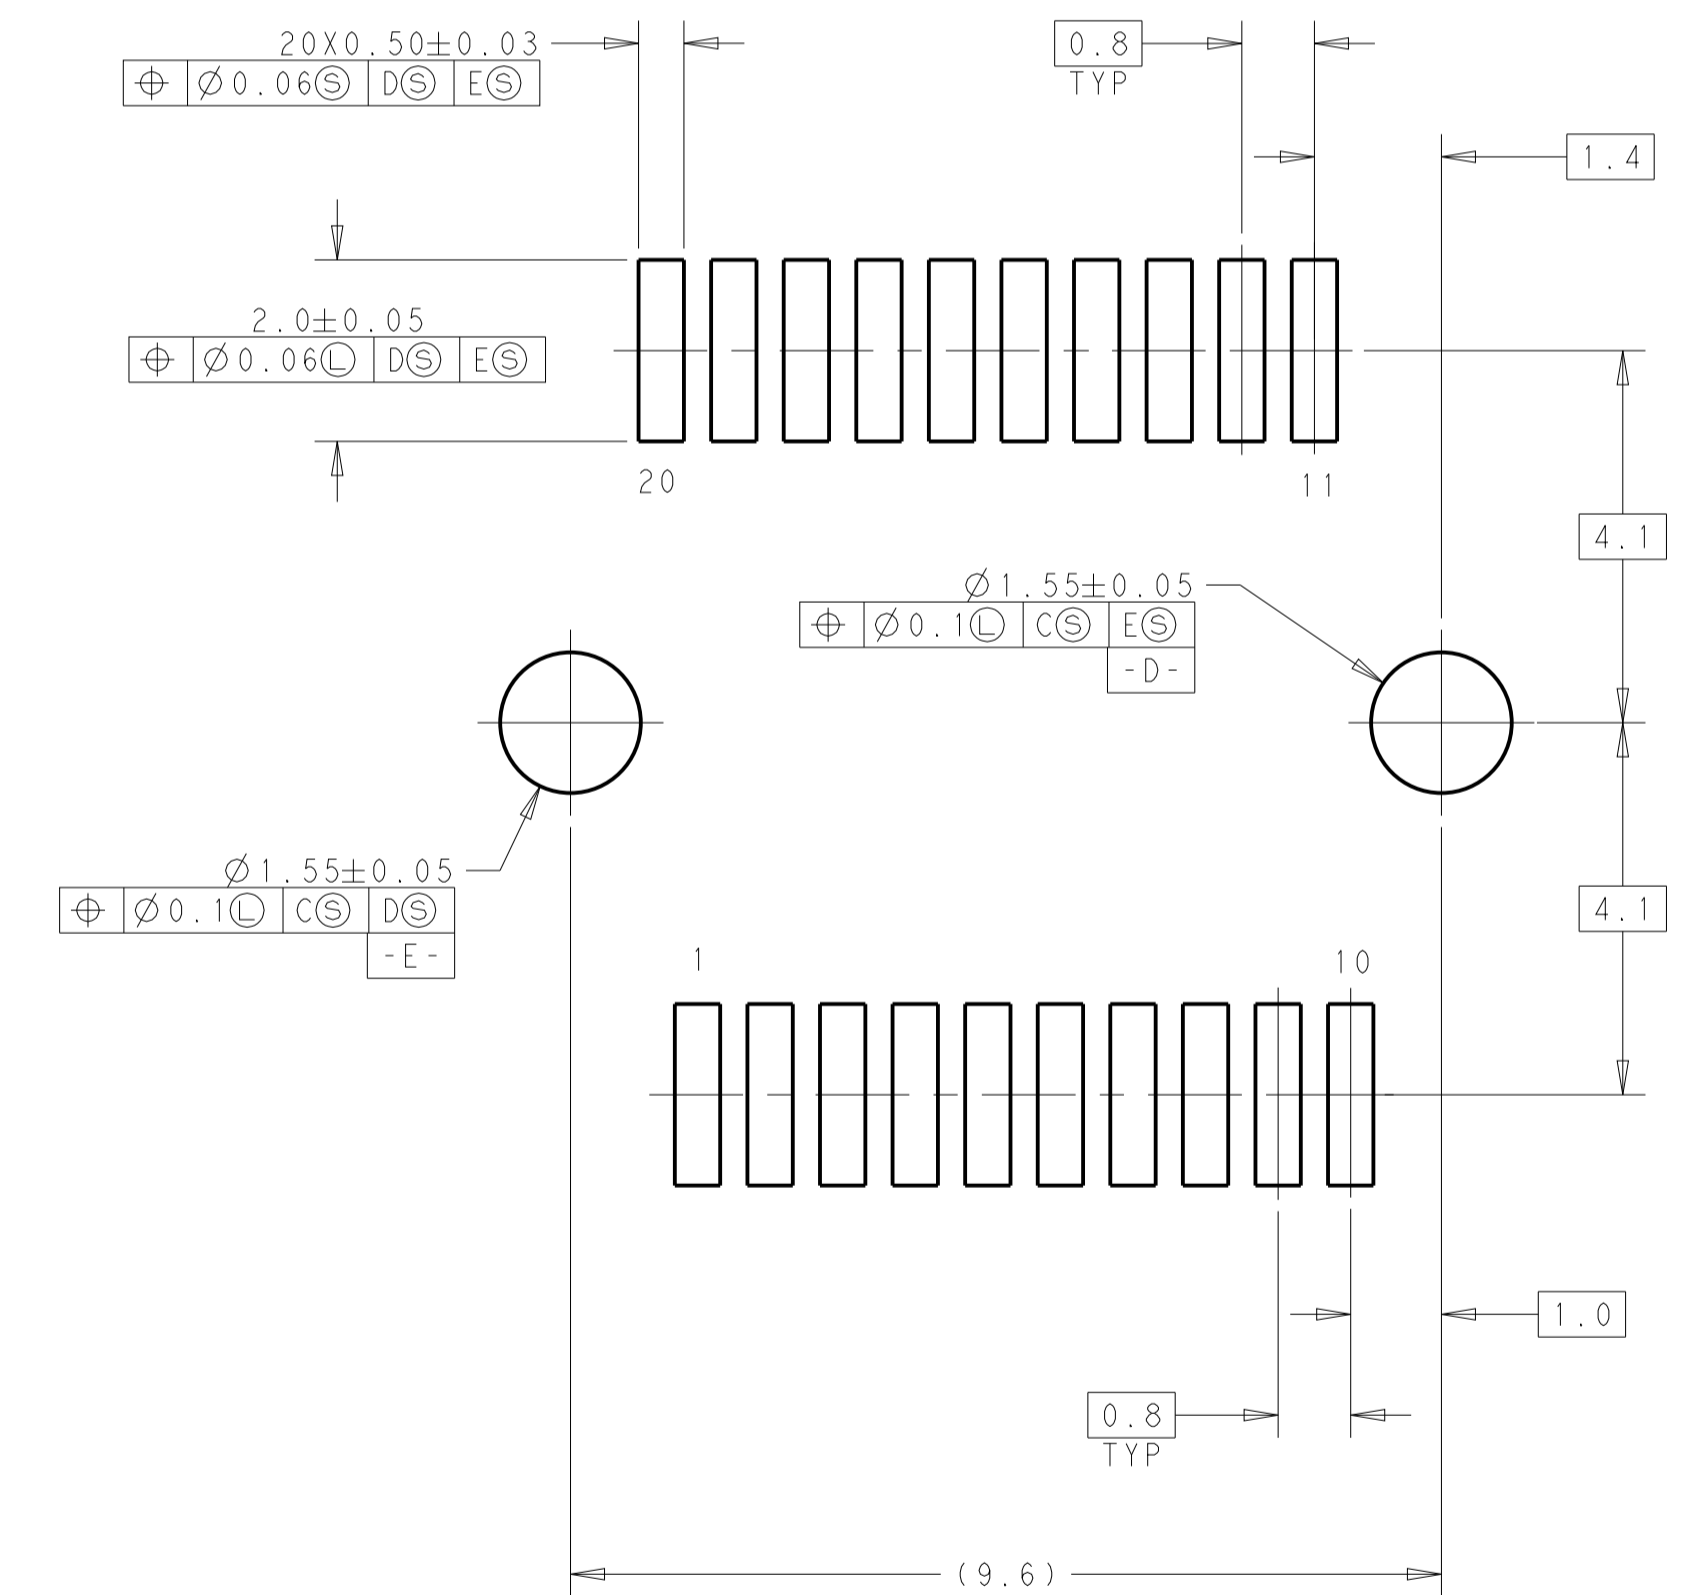 20X0.50±0.03
⌖ ⌀0.06Ⓢ DⓈ EⓈ
0.8
TYP
1.4
2.0±0.05
⌖ ⌀0.06Ⓛ DⓈ EⓈ
20
11
4.1
⌀1.55±0.05
⌖ ⌀0.1Ⓛ CⓈ EⓈ
-D-
⌀1.55±0.05
⌖ ⌀0.1Ⓛ CⓈ DⓈ
-E-
4.1
1
10
1.0
0.8
TYP
(9.6)